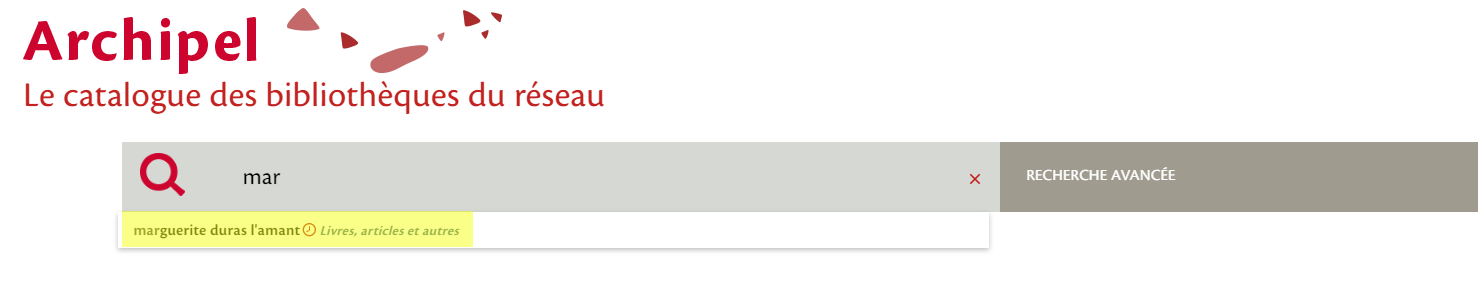 Archipel
Le catalogue des bibliothèques du réseau
mar × RECHERCHE AVANCÉE
marguerite duras l'amant Livres, articles et autres